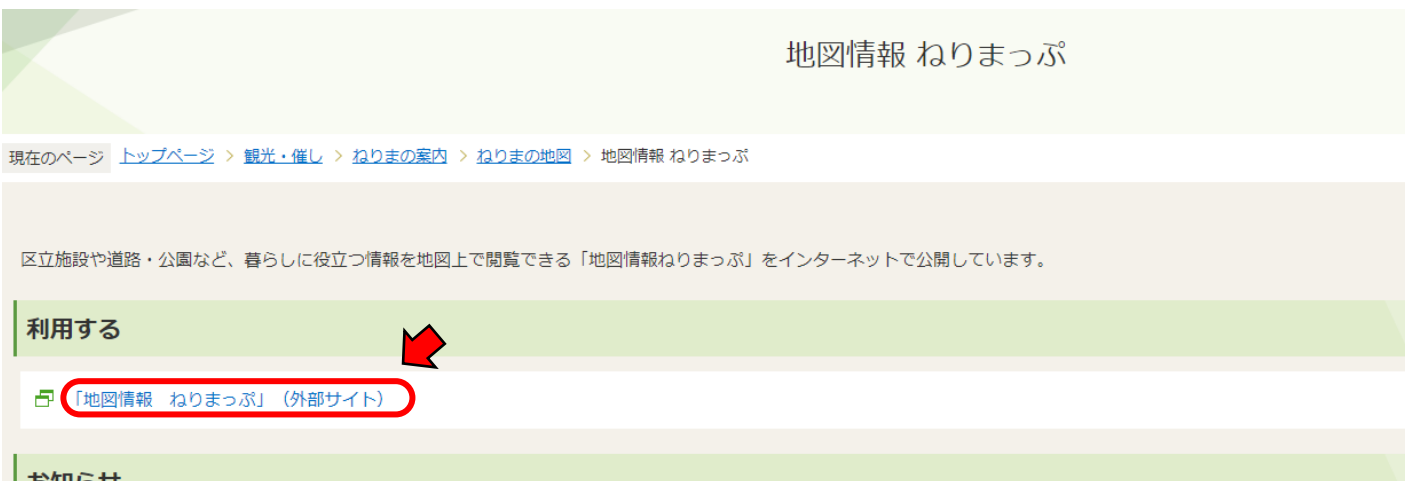 地図情報 ねりまっぷ
現在のページ トップページ > 観光・催し > ねりまの案内 > ねりまの地図 > 地図情報 ねりまっぷ
区立施設や道路・公園など、暮らしに役立つ情報を地図上で閲覧できる「地図情報ねりまっぷ」をインターネットで公開しています。
利用する
「地図情報　ねりまっぷ」（外部サイト）
お知らせ